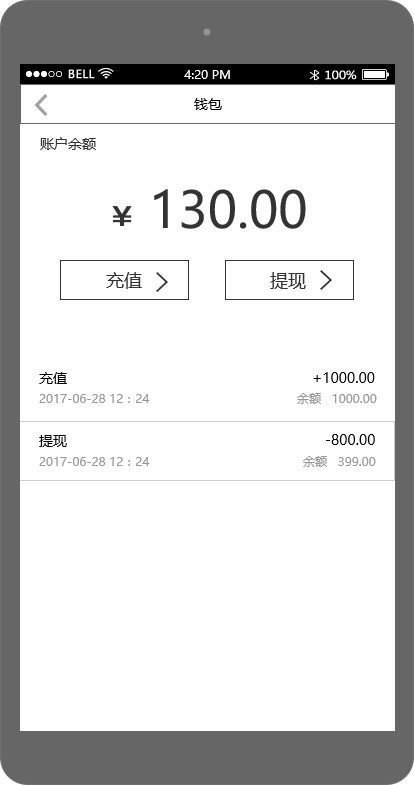 BELL 4:20 PM 100%
钱包
账户余额
¥ 130.00
充值 提现
充值 +1000.00
2017-06-28 12：24 余额 1000.00
提现 -800.00
2017-06-28 12：24 余额 399.00